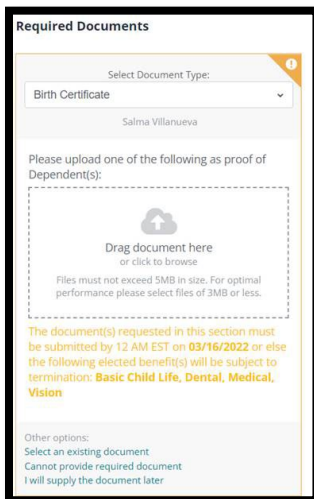 Required Documents
Select Document Type:
Birth Certificate
Salma Villanueva
Please upload one of the following as proof of
Dependent(s):
Drag document here
or click to browse
Files must not exceed 5MB in size. For optimal
performance please select files of 3MB or less.
The document(s) requested in this section must
be submitted by 12 AM EST on 03/16/2022 or else
the following elected benefit(s) will be subject to
termination: Basic Child Life, Dental, Medical,
Vision
Other options:
Select an existing document
Cannot provide required document
I will supply the document later